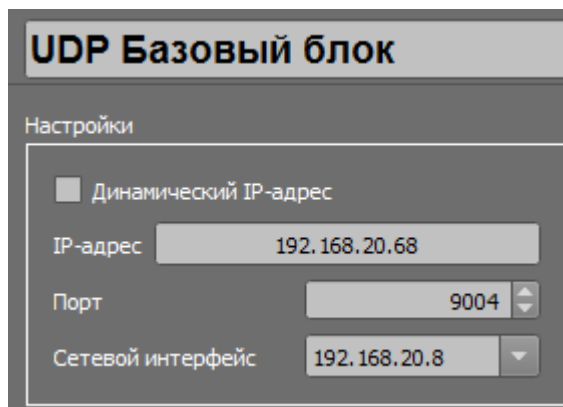 UDP Базовый блок
Настройки
Динамический IP-адрес
IP-адрес 192.168.20.68
Порт 9004
Сетевой интерфейс 192.168.20.8